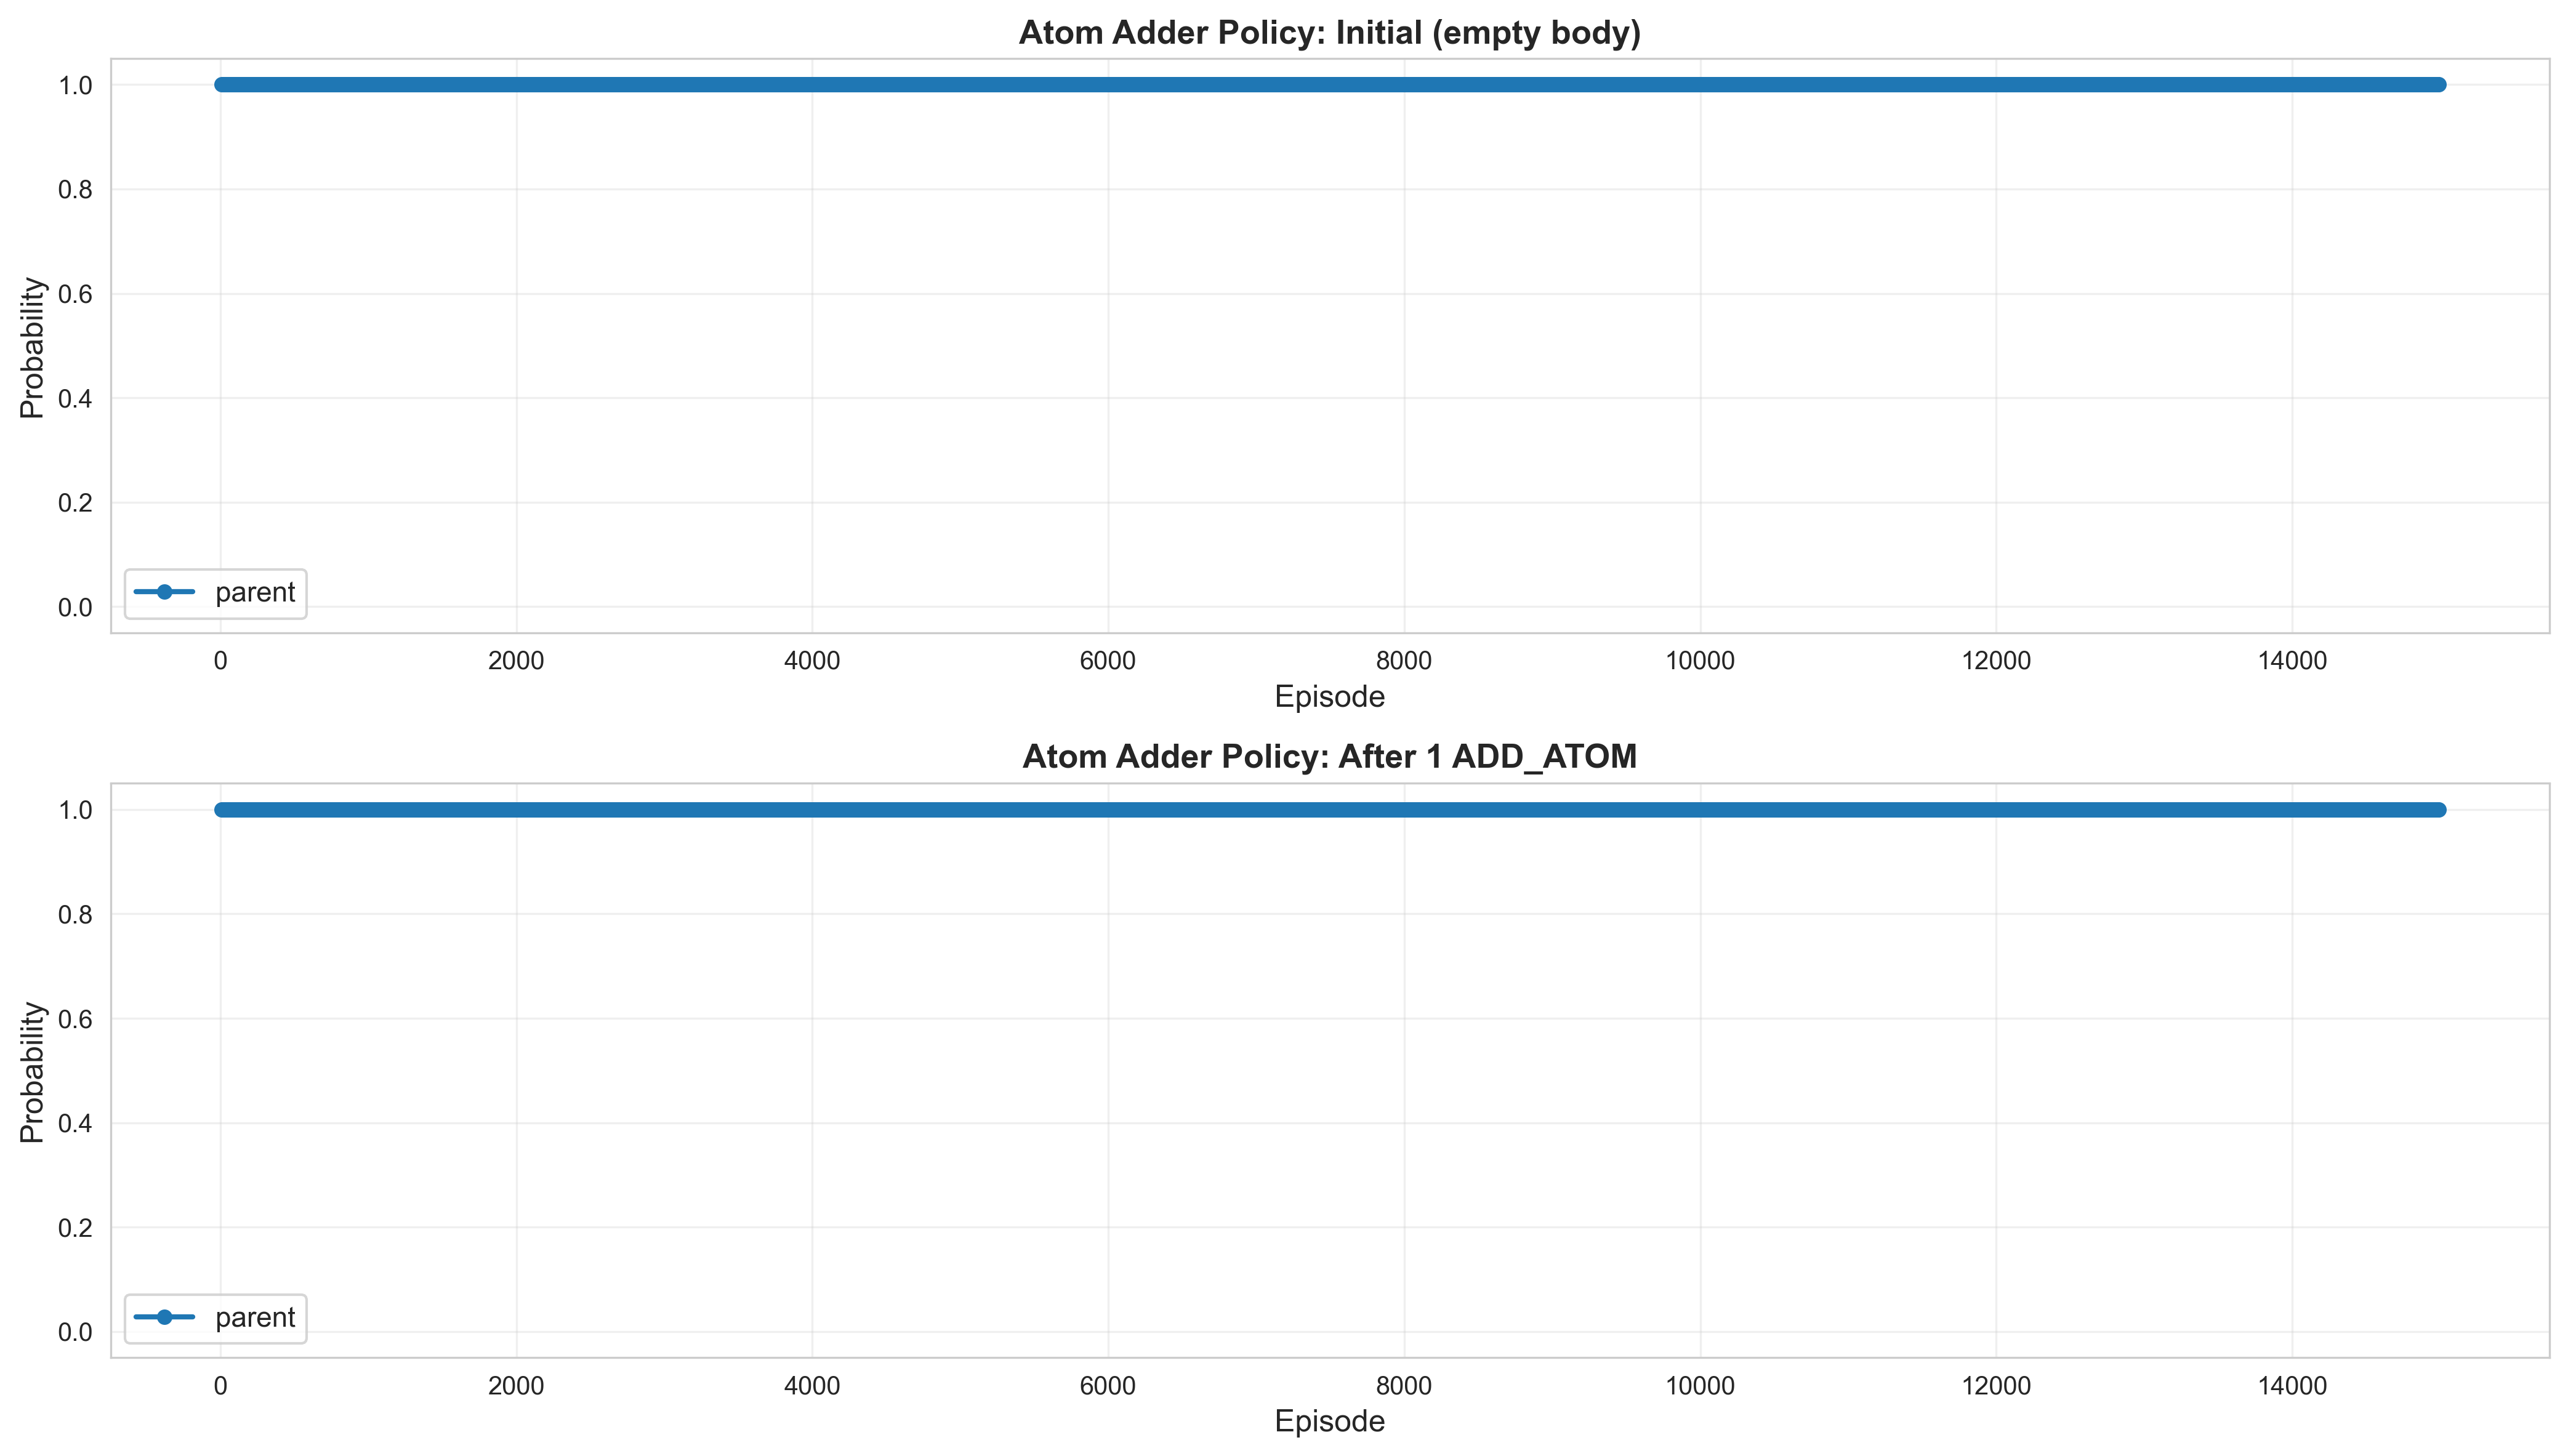 Atom Adder Policy: Initial (empty body)
1.0
0.8
0.6
0.4
0.2
0.0
Probability
parent
0 2000 4000 6000 8000 10000 12000 14000
Episode
Atom Adder Policy: After 1 ADD_ATOM
1.0
0.8
0.6
0.4
0.2
0.0
Probability
parent
0 2000 4000 6000 8000 10000 12000 14000
Episode